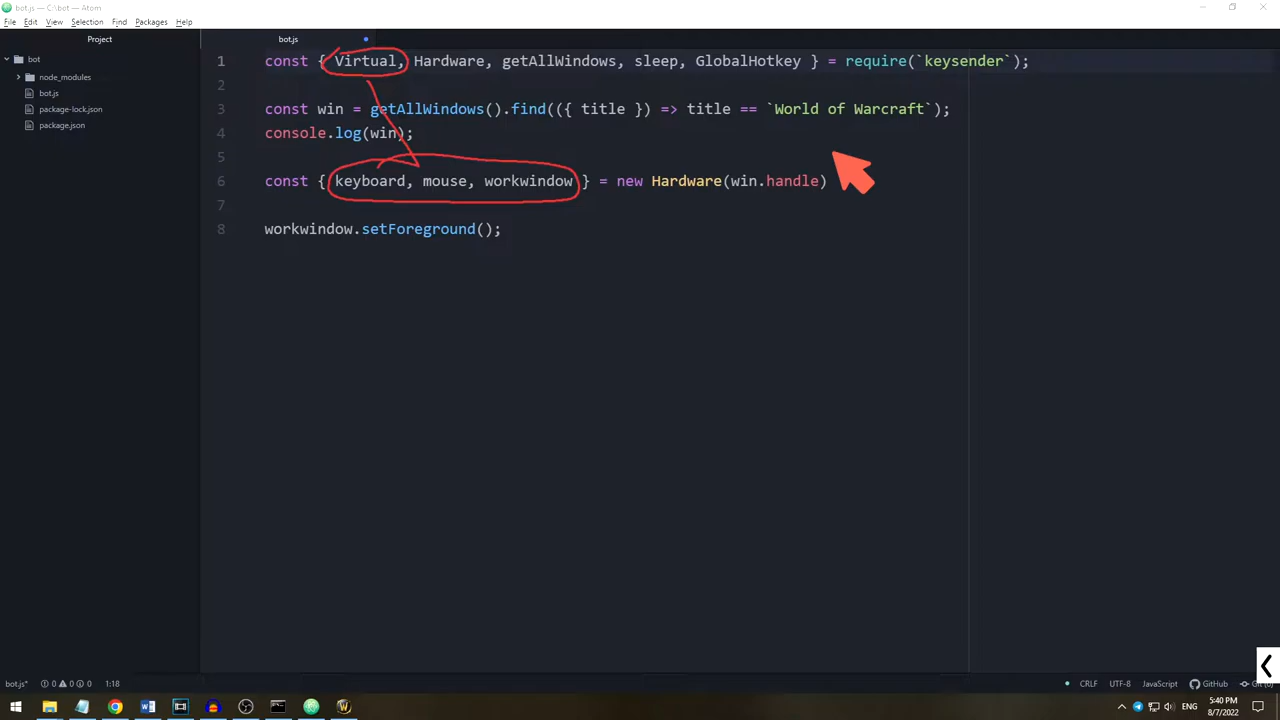 bot.js — C:\bot — Atom
File Edit View Selection Find Packages Help
Project
bot.js
bot
node_modules
bot.js
package-lock.json
package.json
1 const { Virtual, Hardware, getAllWindows, sleep, GlobalHotkey } = require(`keysender`);
2
3 const win = getAllWindows().find(({ title }) => title == `World of Warcraft`);
4 console.log(win);
5
6 const { keyboard, mouse, workwindow } = new Hardware(win.handle)
7
8 workwindow.setForeground();
bot.js* 0 0 0 1:18 CRLF UTF-8 JavaScript GitHub Git (0)
ENG 5:40 PM
8/7/2022